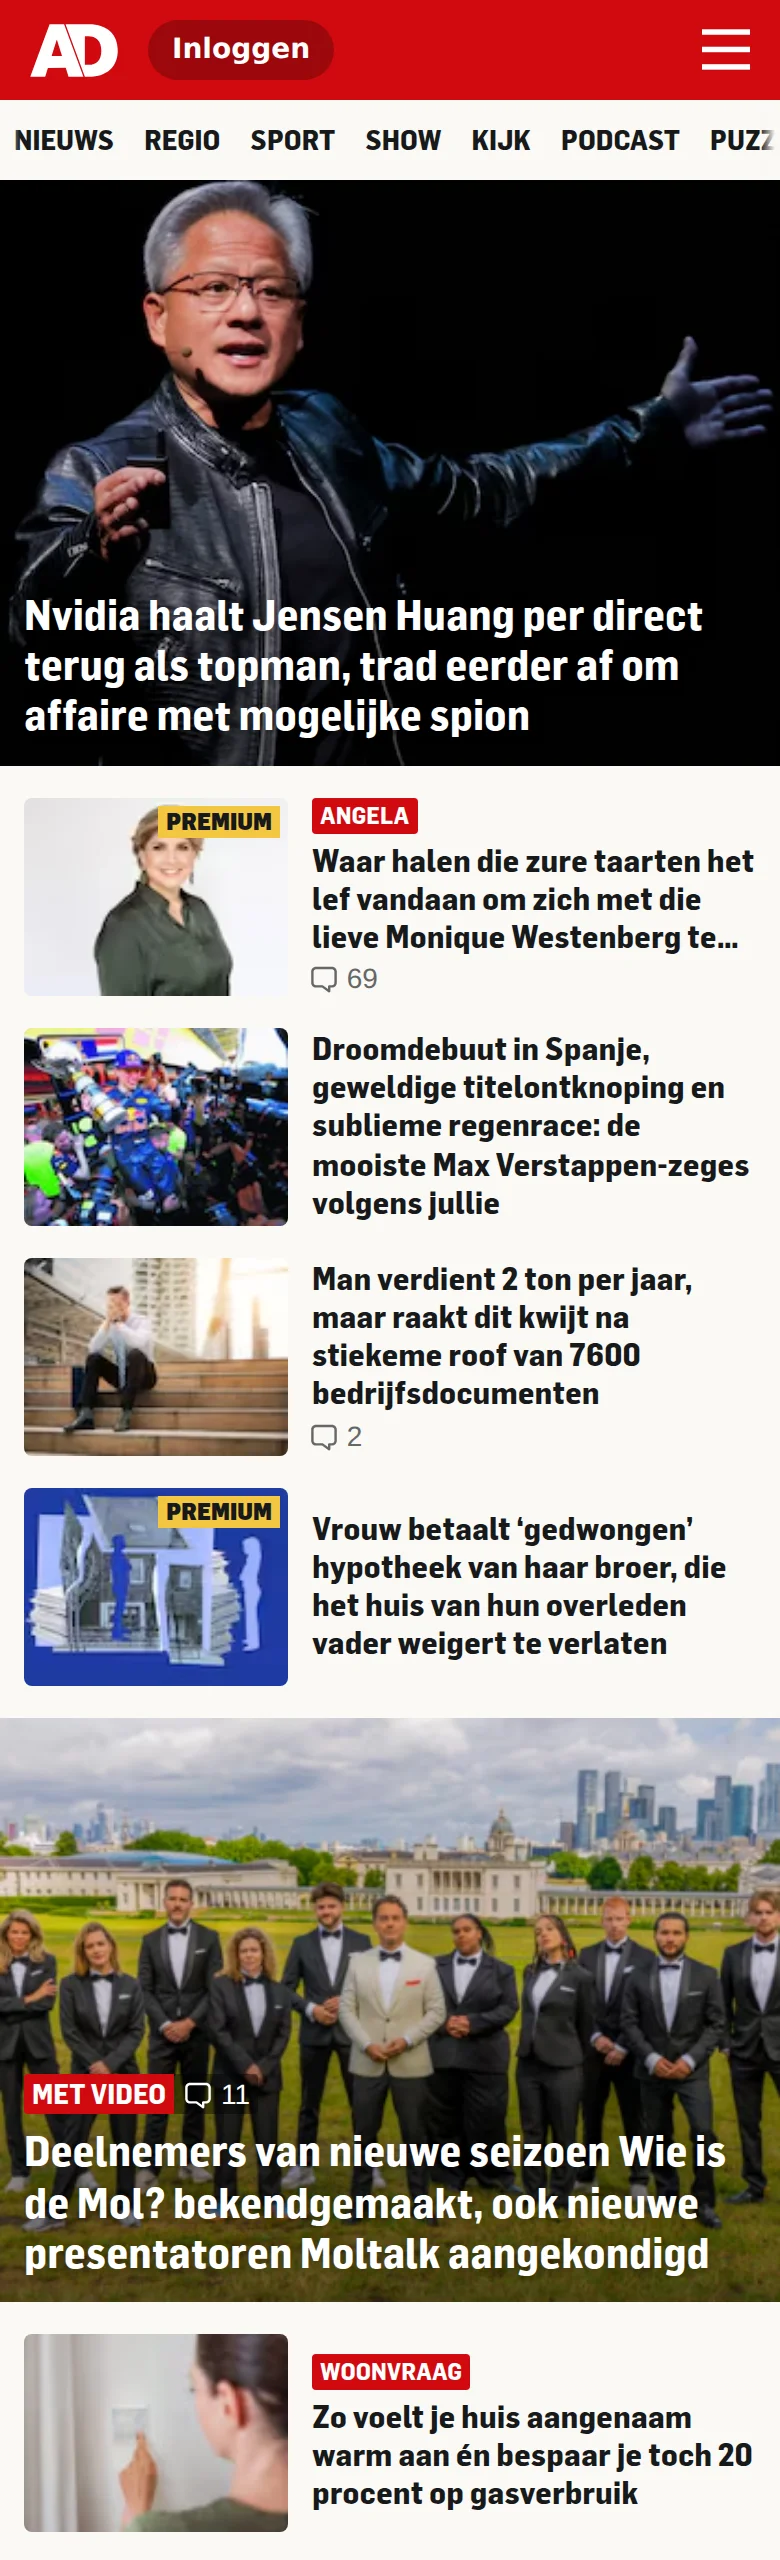 AD
Inloggen
NIEUWS REGIO SPORT SHOW KIJK PODCAST PUZZ
Nvidia haalt Jensen Huang per direct
terug als topman, trad eerder af om
affaire met mogelijke spion
PREMIUM
ANGELA
Waar halen die zure taarten het
lef vandaan om zich met die
lieve Monique Westenberg te...
69
Droomdebuut in Spanje,
geweldige titelontknoping en
sublieme regenrace: de
mooiste Max Verstappen-zeges
volgens jullie
Man verdient 2 ton per jaar,
maar raakt dit kwijt na
stiekeme roof van 7600
bedrijfsdocumenten
2
PREMIUM
Vrouw betaalt ‘gedwongen’
hypotheek van haar broer, die
het huis van hun overleden
vader weigert te verlaten
MET VIDEO 11
Deelnemers van nieuwe seizoen Wie is
de Mol? bekendgemaakt, ook nieuwe
presentatoren Moltalk aangekondigd
WOONVRAAG
Zo voelt je huis aangenaam
warm aan én bespaar je toch 20
procent op gasverbruik